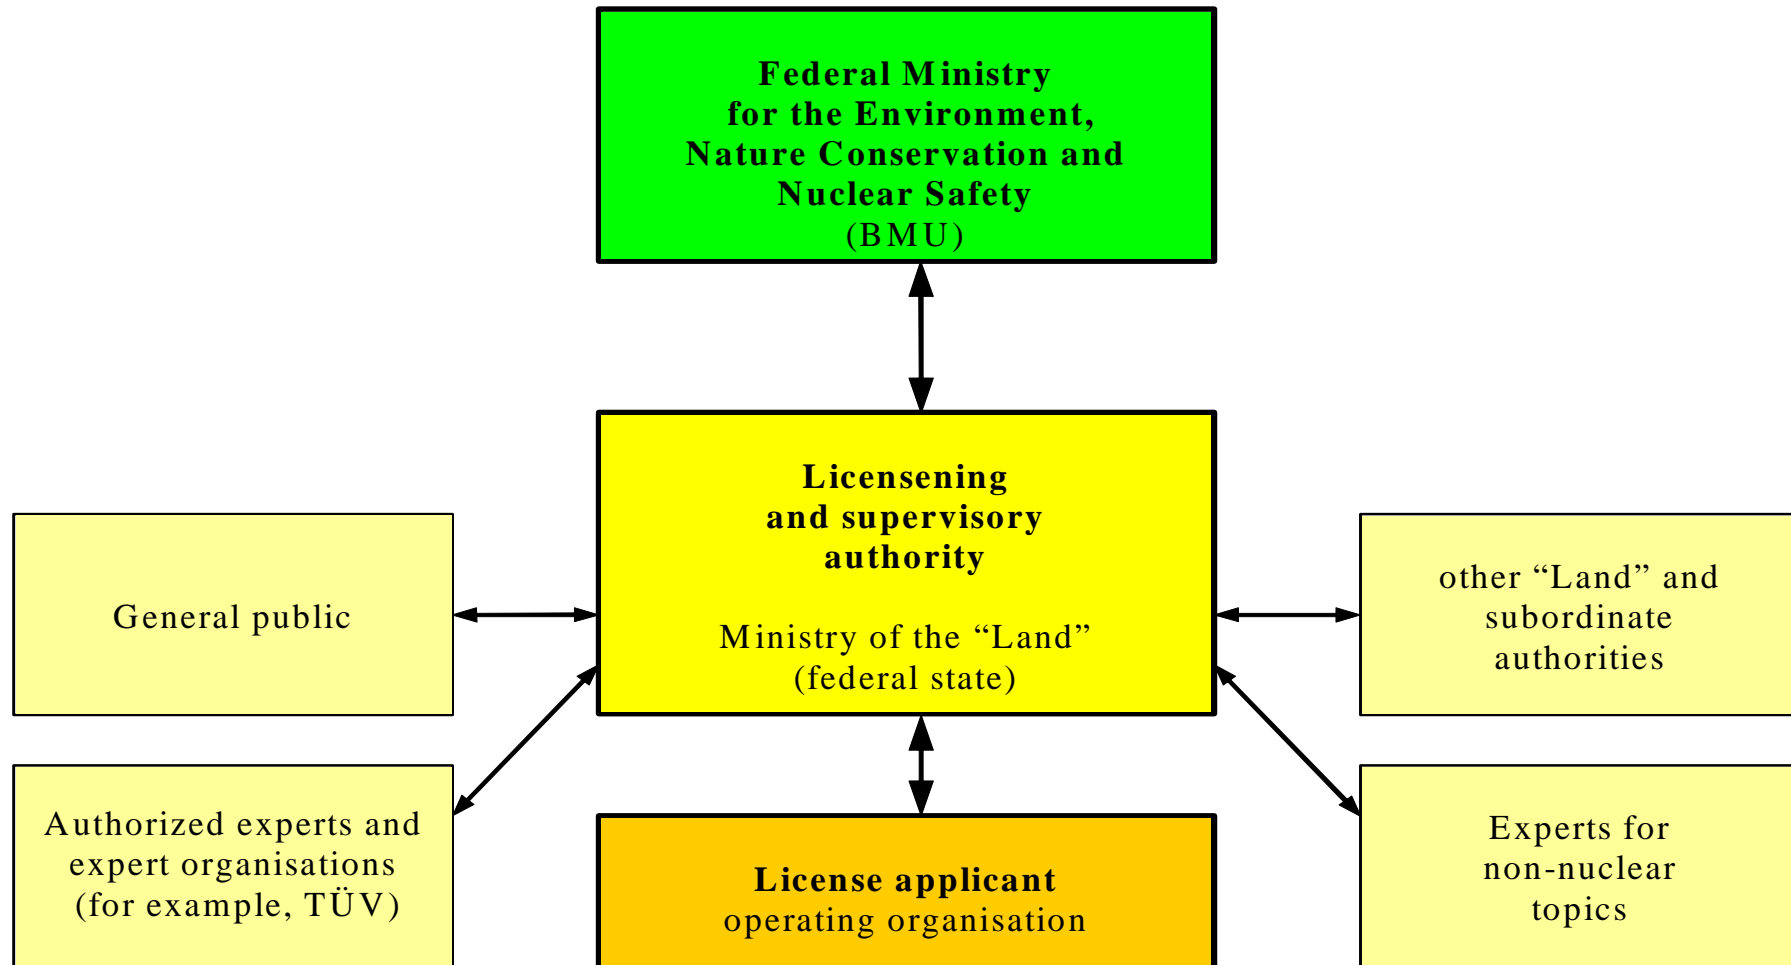 Federal Ministry
for the Environment,
Nature Conservation and
Nuclear Safety
(BMU)
Licensening
and supervisory
authority
Ministry of the “Land”
(federal state)
General public
other “Land” and
subordinate
authorities
Authorized experts and
expert organisations
(for example, TÜV)
License applicant
operating organisation
Experts for
non-nuclear
topics